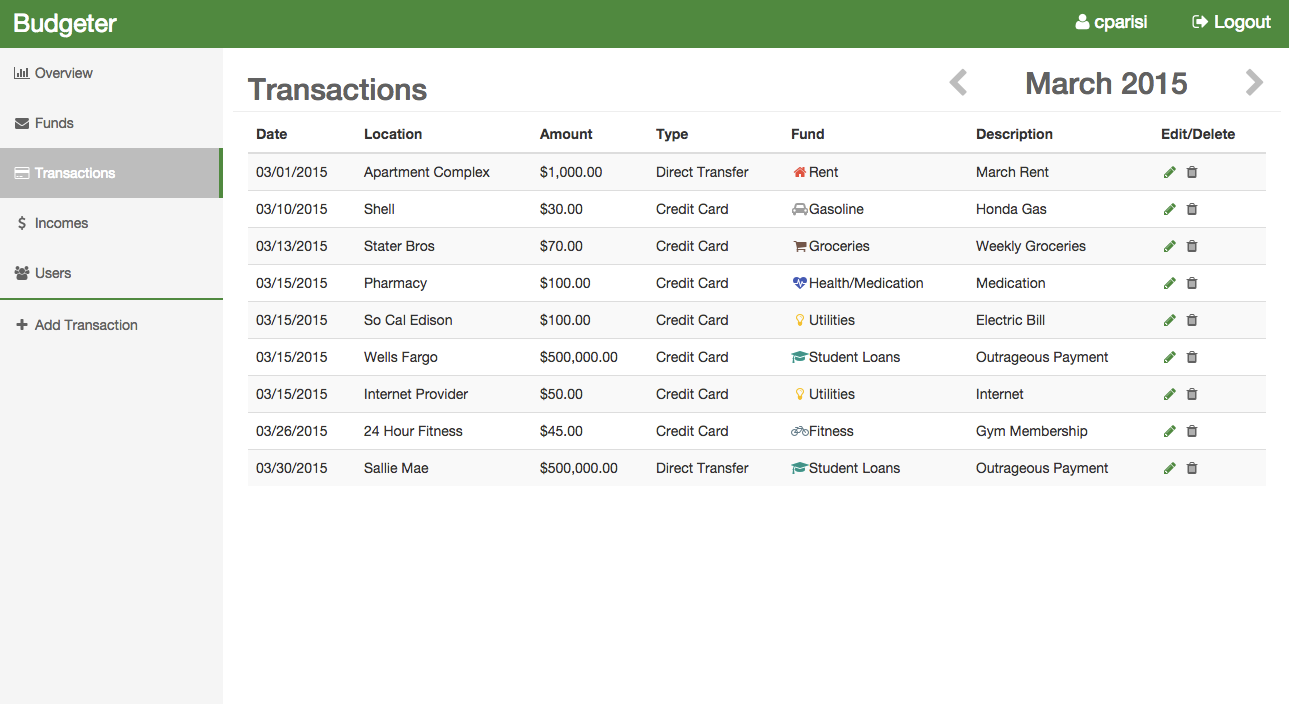 Budgeter cparisi Logout
Overview
Funds
Transactions
Incomes
Users
Add Transaction
Transactions March 2015
Date Location Amount Type Fund Description Edit/Delete
03/01/2015 Apartment Complex $1,000.00 Direct Transfer Rent March Rent
03/10/2015 Shell $30.00 Credit Card Gasoline Honda Gas
03/13/2015 Stater Bros $70.00 Credit Card Groceries Weekly Groceries
03/15/2015 Pharmacy $100.00 Credit Card Health/Medication Medication
03/15/2015 So Cal Edison $100.00 Credit Card Utilities Electric Bill
03/15/2015 Wells Fargo $500,000.00 Credit Card Student Loans Outrageous Payment
03/15/2015 Internet Provider $50.00 Credit Card Utilities Internet
03/26/2015 24 Hour Fitness $45.00 Credit Card Fitness Gym Membership
03/30/2015 Sallie Mae $500,000.00 Direct Transfer Student Loans Outrageous Payment